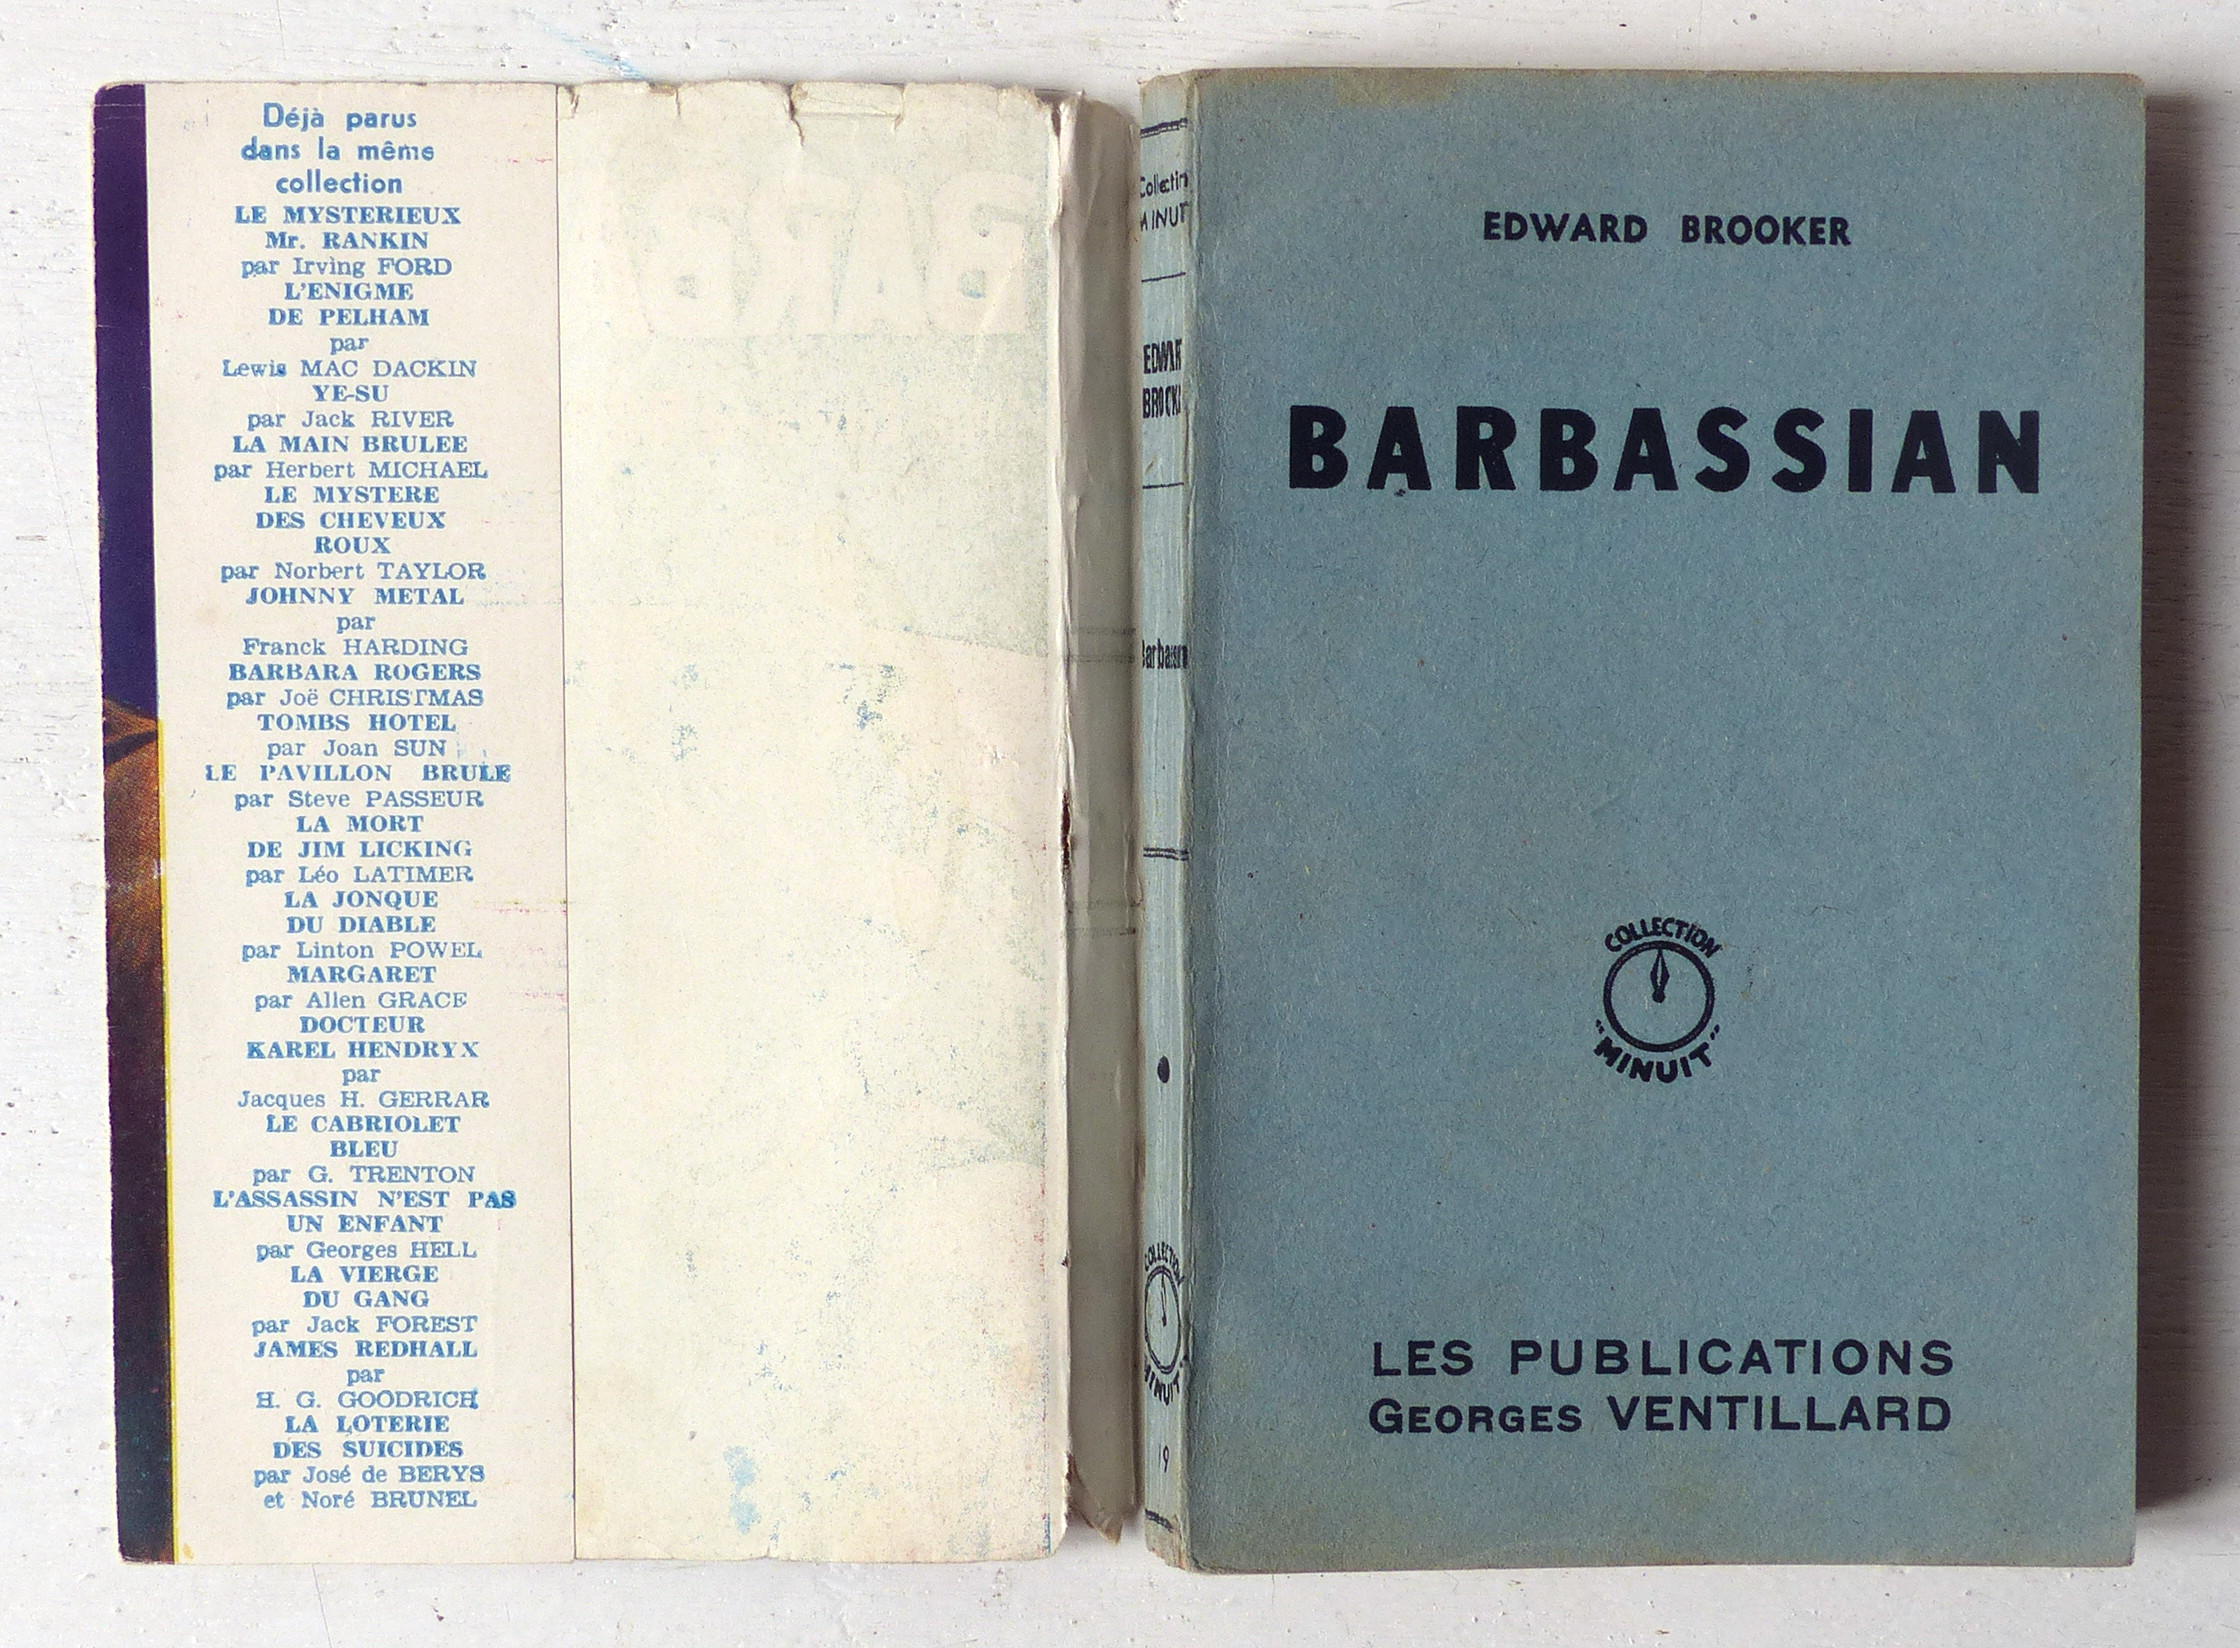 Déjà parus
dans la même
collection
LE MYSTERIEUX
Mr. RANKIN
par Irving FORD
L'ENIGME
DE PELHAM
par
Lewis MAC DACKIN
YE-SU
par Jack RIVER
LA MAIN BRULEE
par Herbert MICHAEL
LE MYSTERE
DES CHEVEUX
ROUX
par Norbert TAYLOR
JOHNNY METAL
par
Franck HARDING
BARBARA ROGERS
par Joë CHRISTMAS
TOMBS HOTEL
par Joan SUN
LE PAVILLON BRULE
par Steve PASSEUR
LA MORT
DE JIM LICKING
par Léo LATIMER
LA JONQUE
DU DIABLE
par Linton POWEL
MARGARET
par Allen GRACE
DOCTEUR
KAREL HENDRYX
par
Jacques H. GERRAR
LE CABRIOLET
BLEU
par G. TRENTON
L'ASSASSIN N'EST PAS
UN ENFANT
par Georges HELL
LA VIERGE
DU GANG
par Jack FOREST
JAMES REDHALL
par
H. G. GOODRICH
LA LOTERIE
DES SUICIDES
par José de BERYS
et Noré BRUNEL
COLLECTION
MINUIT
19
EDWARD BROOKER
BARBASSIAN
COLLECTION
"MINUIT"
LES PUBLICATIONS
GEORGES VENTILLARD